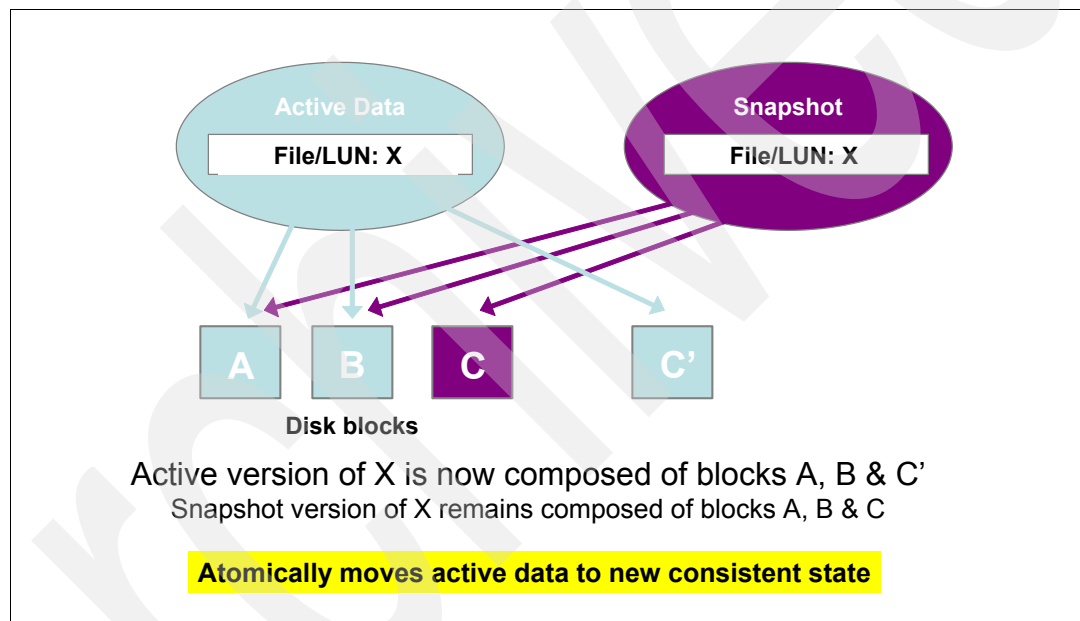 Active Data
Snapshot
File/LUN: X
File/LUN: X
A
B
C
C’
Disk blocks
Active version of X is now composed of blocks A, B & C’
Snapshot version of X remains composed of blocks A, B & C
Atomically moves active data to new consistent state